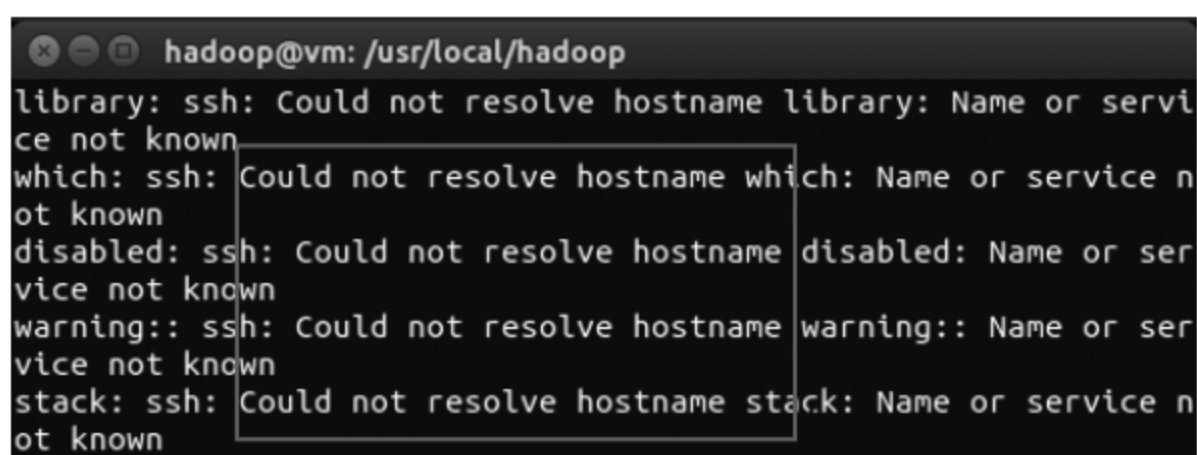 hadoop@vm: /usr/local/hadoop
library: ssh: Could not resolve hostname library: Name or servi
ce not known
which: ssh: Could not resolve hostname which: Name or service n
ot known
disabled: ssh: Could not resolve hostname disabled: Name or ser
vice not known
warning:: ssh: Could not resolve hostname warning:: Name or ser
vice not known
stack: ssh: Could not resolve hostname stack: Name or service n
ot known